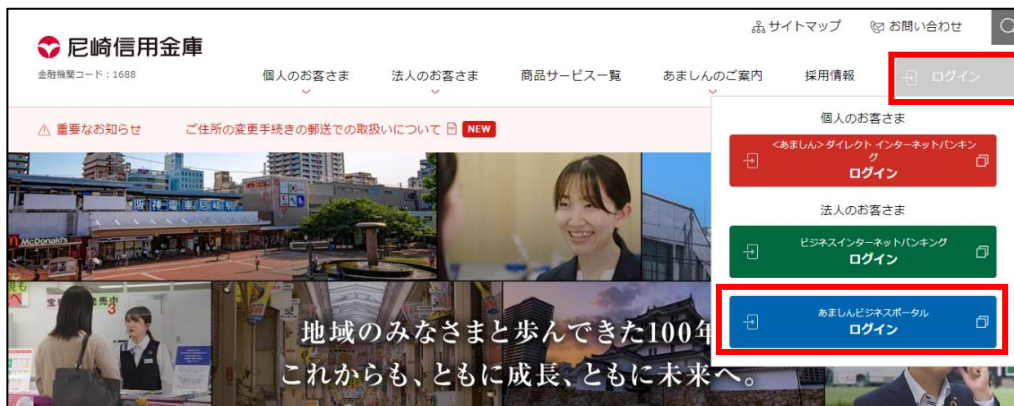 サイトマップ
お問い合わせ
尼崎信用金庫
金融機関コード：1688
個人のお客さま
法人のお客さま
商品サービス一覧
あましんのご案内
採用情報
ログイン
重要なお知らせ
ご住所の変更手続きの郵送での取扱いについて NEW
個人のお客さま
<あましん>ダイレクト インターネットバンキン
グ
ログイン
法人のお客さま
ビジネスインターネットバンキング
ログイン
あましんビジネスポータル
ログイン
阪神電車尼崎駅
McDonald's
地域のみなさまと歩んできた100年
これからも、ともに成長、ともに未来へ。